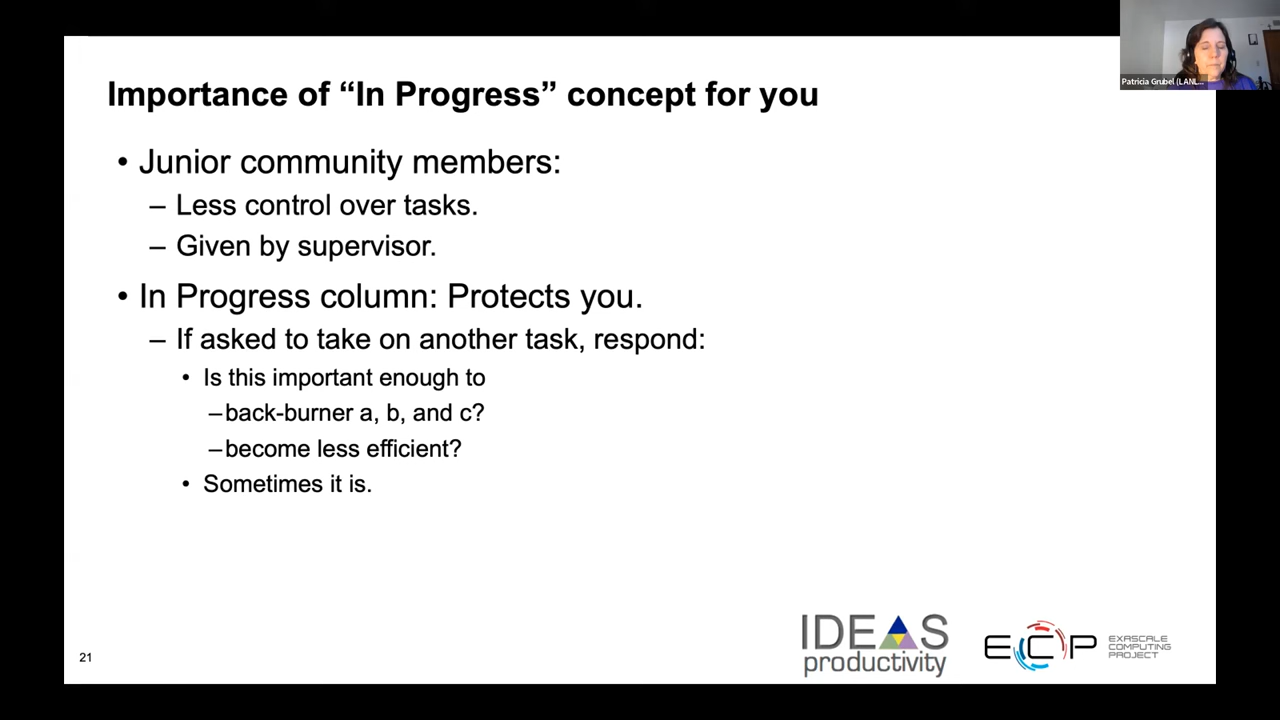 Importance of “In Progress” concept for you
• Junior community members:
– Less control over tasks.
– Given by supervisor.
• In Progress column: Protects you.
– If asked to take on another task, respond:
• Is this important enough to
–back-burner a, b, and c?
–become less efficient?
• Sometimes it is.
21
IDEAS
productivity
ECP
EXASCALE
COMPUTING
PROJECT
Patricia Grubel (LANL...